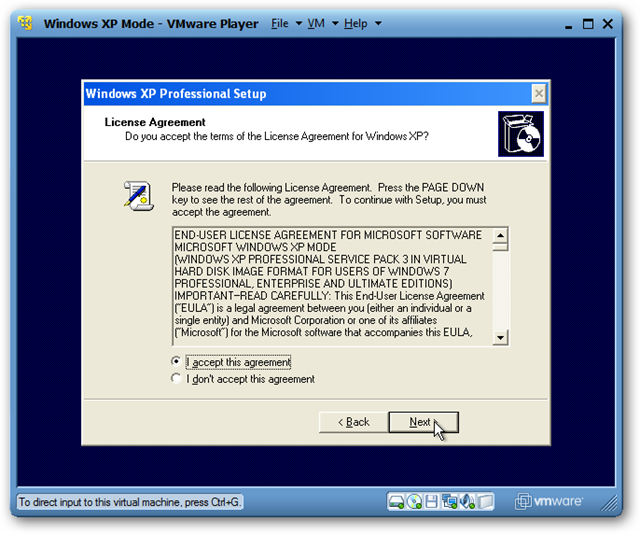 Windows XP Mode - VMware Player File VM Help
Windows XP Professional Setup
License Agreement
Do you accept the terms of the License Agreement for Windows XP?
Please read the following License Agreement. Press the PAGE DOWN
key to see the rest of the agreement. To continue with Setup, you must
accept the agreement.
END-USER LICENSE AGREEMENT FOR MICROSOFT SOFTWARE
MICROSOFT WINDOWS XP MODE
(WINDOWS XP PROFESSIONAL SERVICE PACK 3 IN VIRTUAL
HARD DISK IMAGE FORMAT FOR USERS OF WINDOWS 7
PROFESSIONAL, ENTERPRISE AND ULTIMATE EDITIONS)
IMPORTANT-READ CAREFULLY: This End-User License Agreement
("EULA") is a legal agreement between you (either an individual or a
single entity) and Microsoft Corporation or one of its affiliates
("Microsoft") for the Microsoft software that accompanies this EULA,
I accept this agreement
I don't accept this agreement
< Back Next >
To direct input to this virtual machine, press Ctrl+G.
vmware